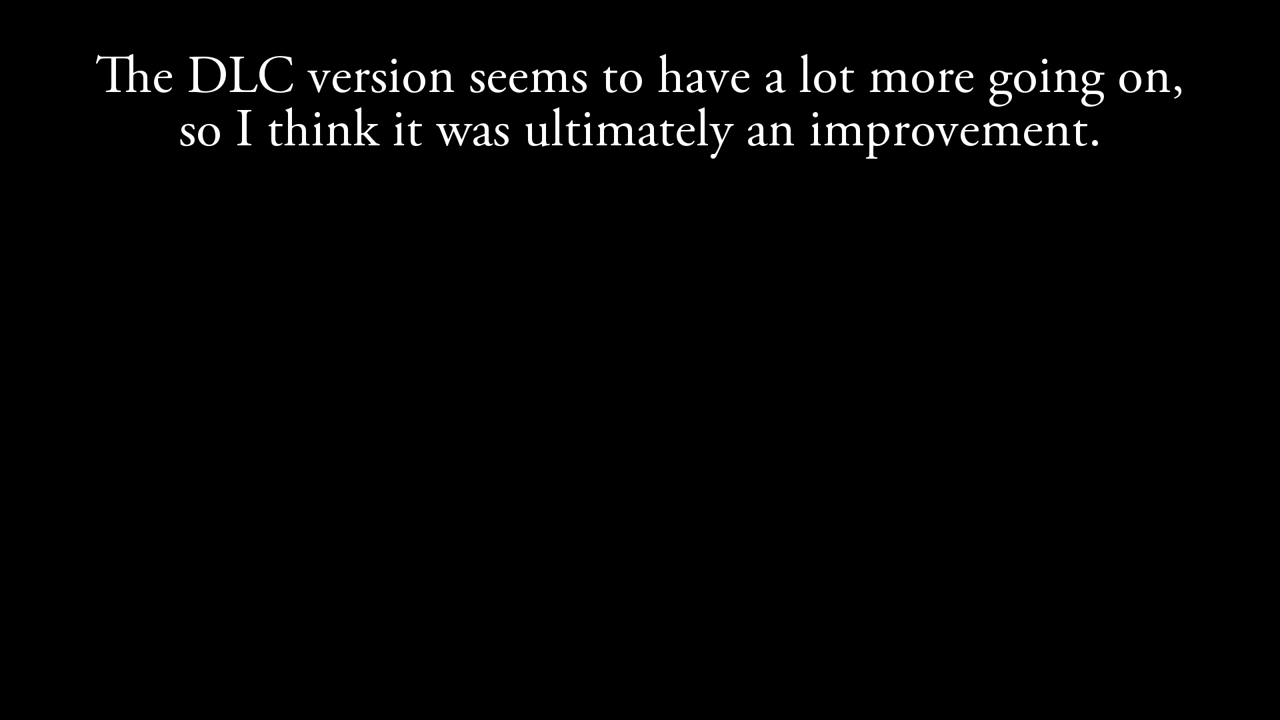 The DLC version seems to have a lot more going on,
so I think it was ultimately an improvement.